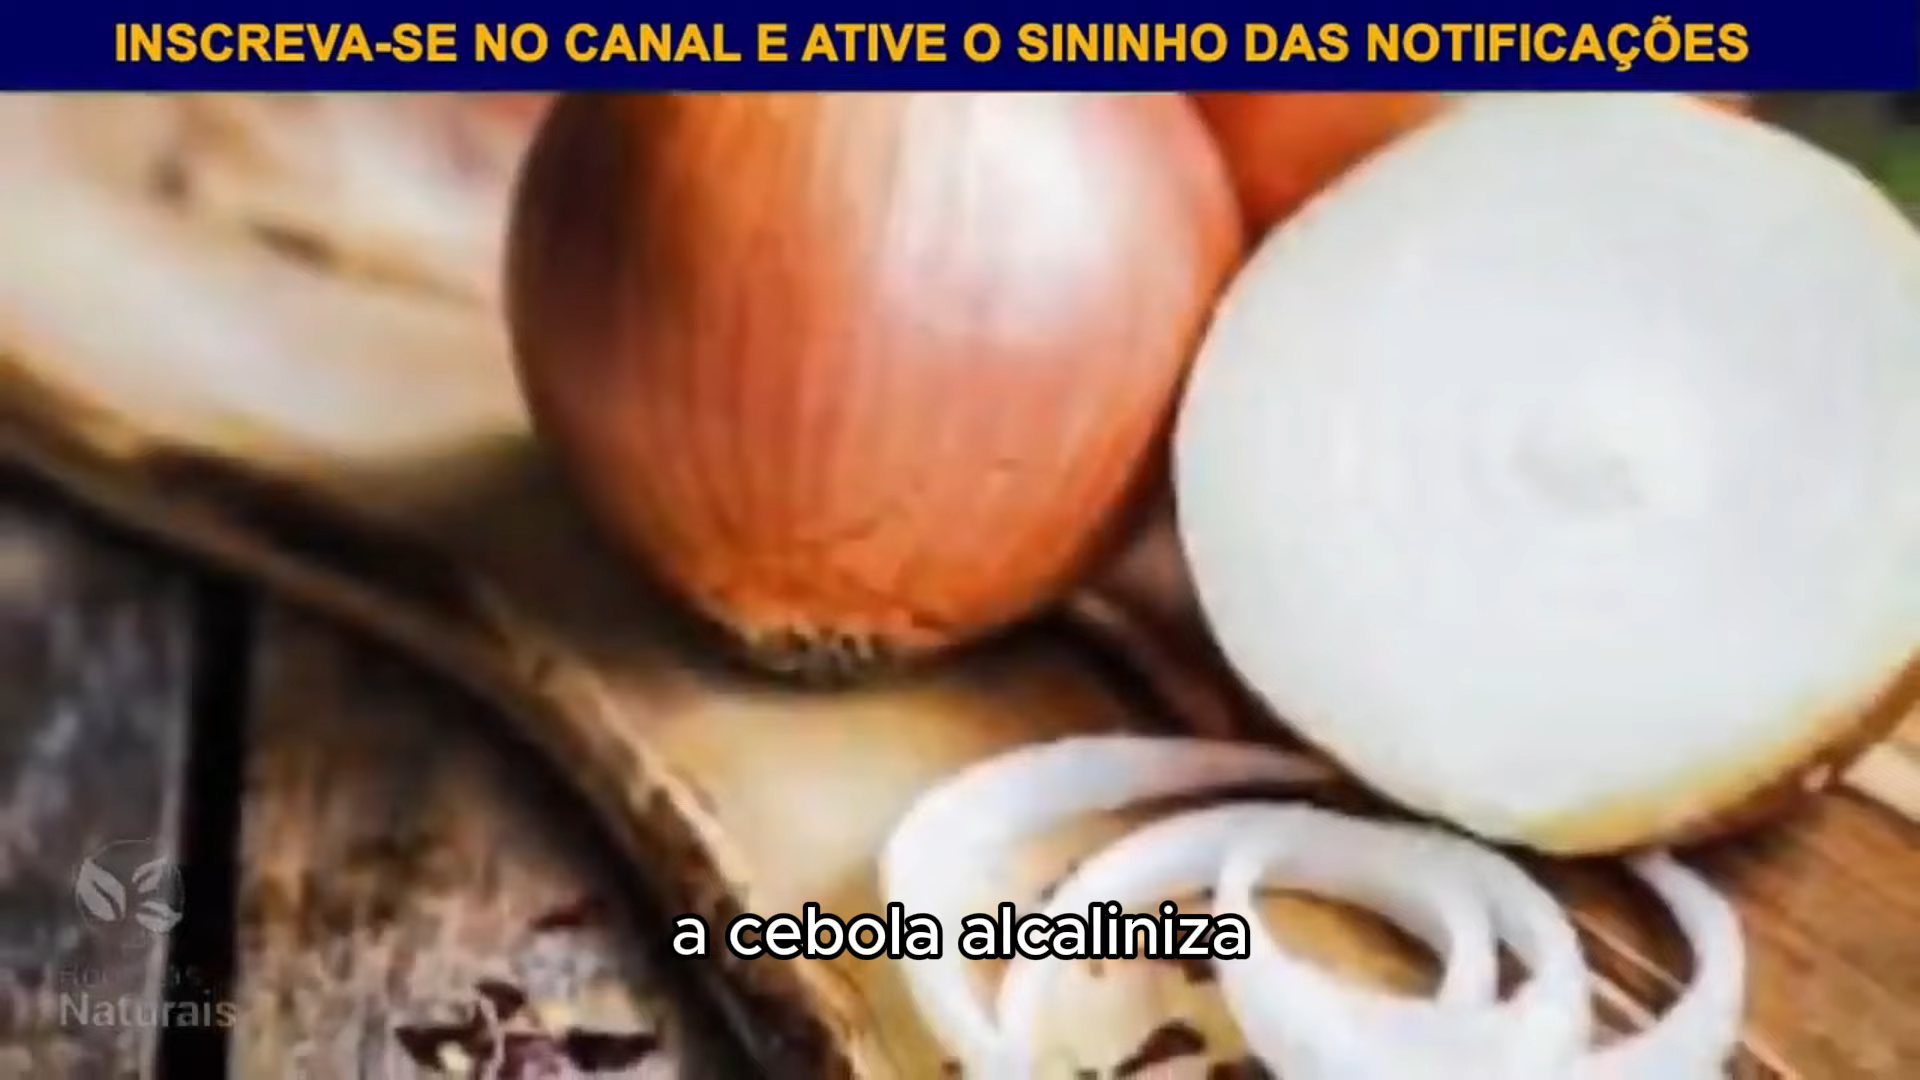 INSCREVA-SE NO CANAL E ATIVE O SININHO DAS NOTIFICAÇÕES
a cebola alcaliniza
Naturais